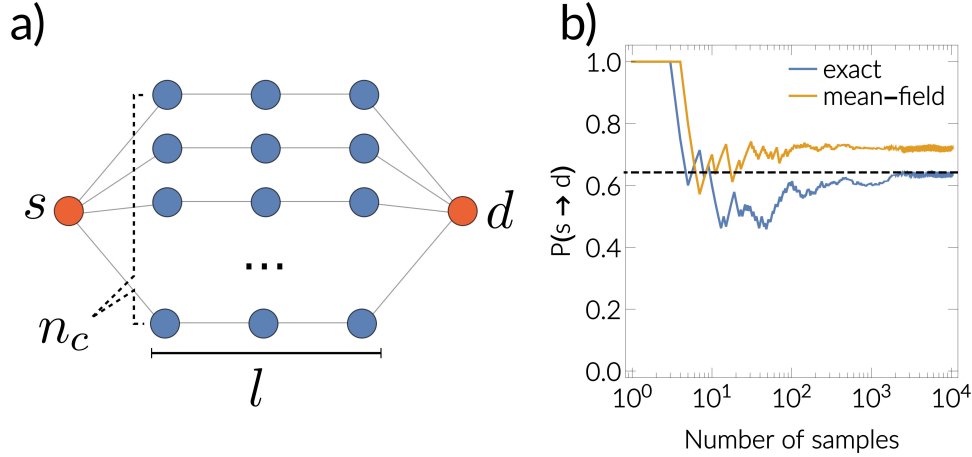 a)
s
d
...
n_c
l
b)
P(s → d)
1.0
0.8
0.6
0.4
0.2
0.0
exact
mean–field
10^0
10^1
10^2
10^3
10^4
Number of samples